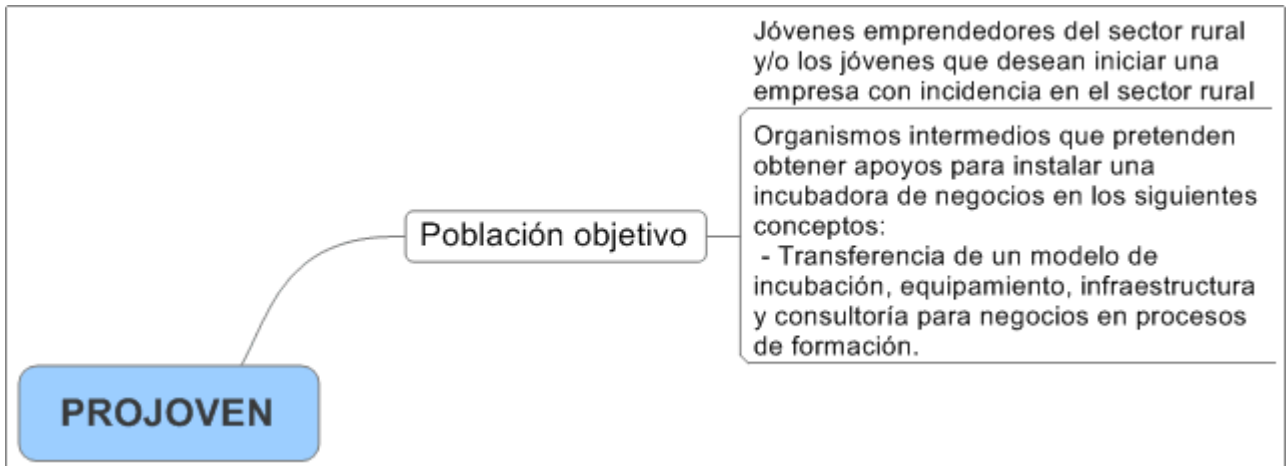 Jóvenes emprendedores del sector rural
y/o los jóvenes que desean iniciar una
empresa con incidencia en el sector rural
Organismos intermedios que pretenden
obtener apoyos para instalar una
incubadora de negocios en los siguientes
conceptos:
- Transferencia de un modelo de
incubación, equipamiento, infraestructura
y consultoría para negocios en procesos
de formación.
Población objetivo
PROJOVEN